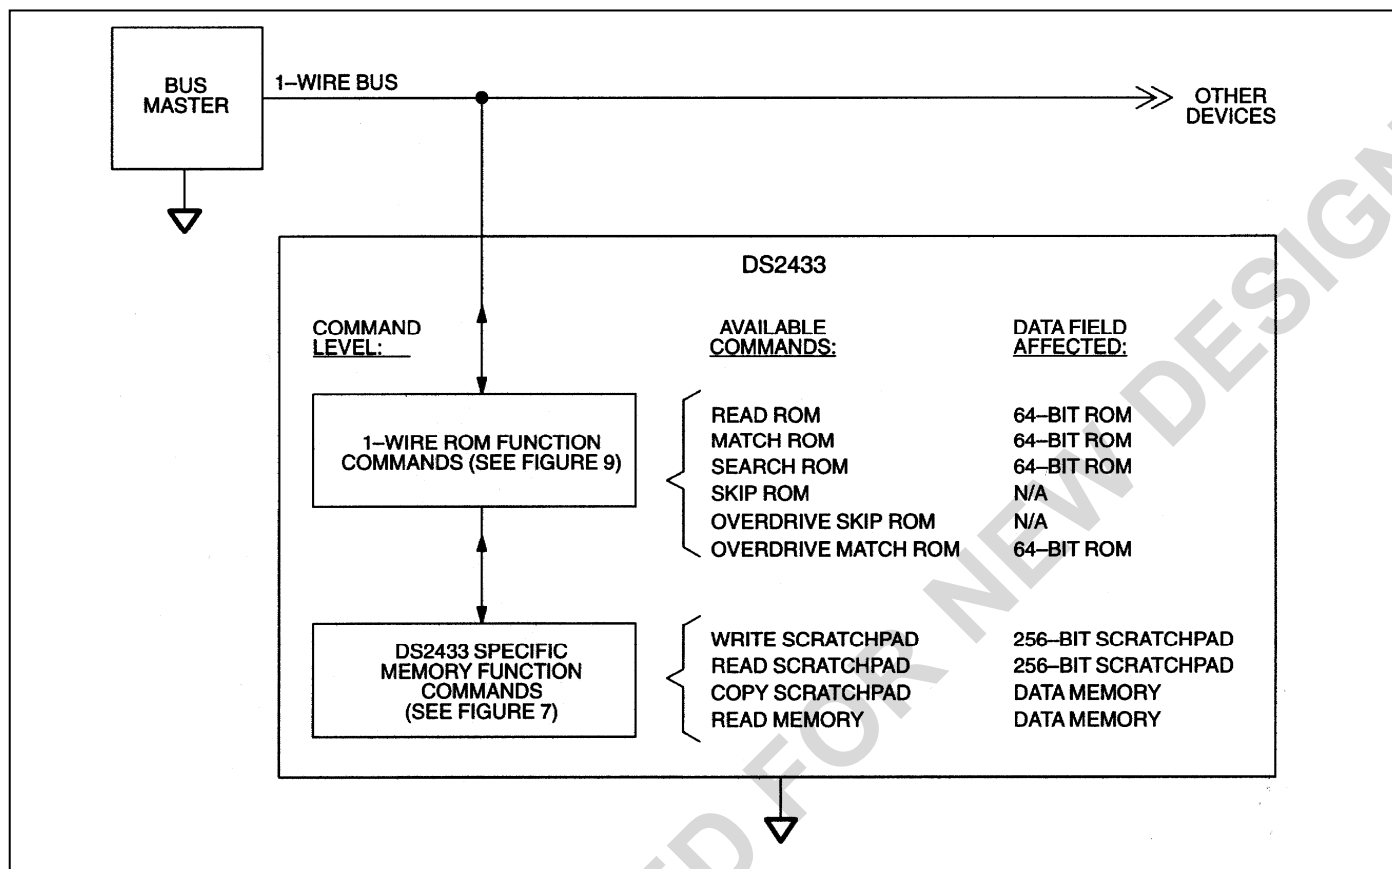 BUS
MASTER
1–WIRE BUS
OTHER
DEVICES
DS2433
COMMAND
LEVEL:
AVAILABLE
COMMANDS:
DATA FIELD
AFFECTED:
1–WIRE ROM FUNCTION
COMMANDS (SEE FIGURE 9)
READ ROM 64–BIT ROM
MATCH ROM 64–BIT ROM
SEARCH ROM 64–BIT ROM
SKIP ROM N/A
OVERDRIVE SKIP ROM N/A
OVERDRIVE MATCH ROM 64–BIT ROM
DS2433 SPECIFIC
MEMORY FUNCTION
COMMANDS
(SEE FIGURE 7)
WRITE SCRATCHPAD 256–BIT SCRATCHPAD
READ SCRATCHPAD 256–BIT SCRATCHPAD
COPY SCRATCHPAD DATA MEMORY
READ MEMORY DATA MEMORY
FOR NEW